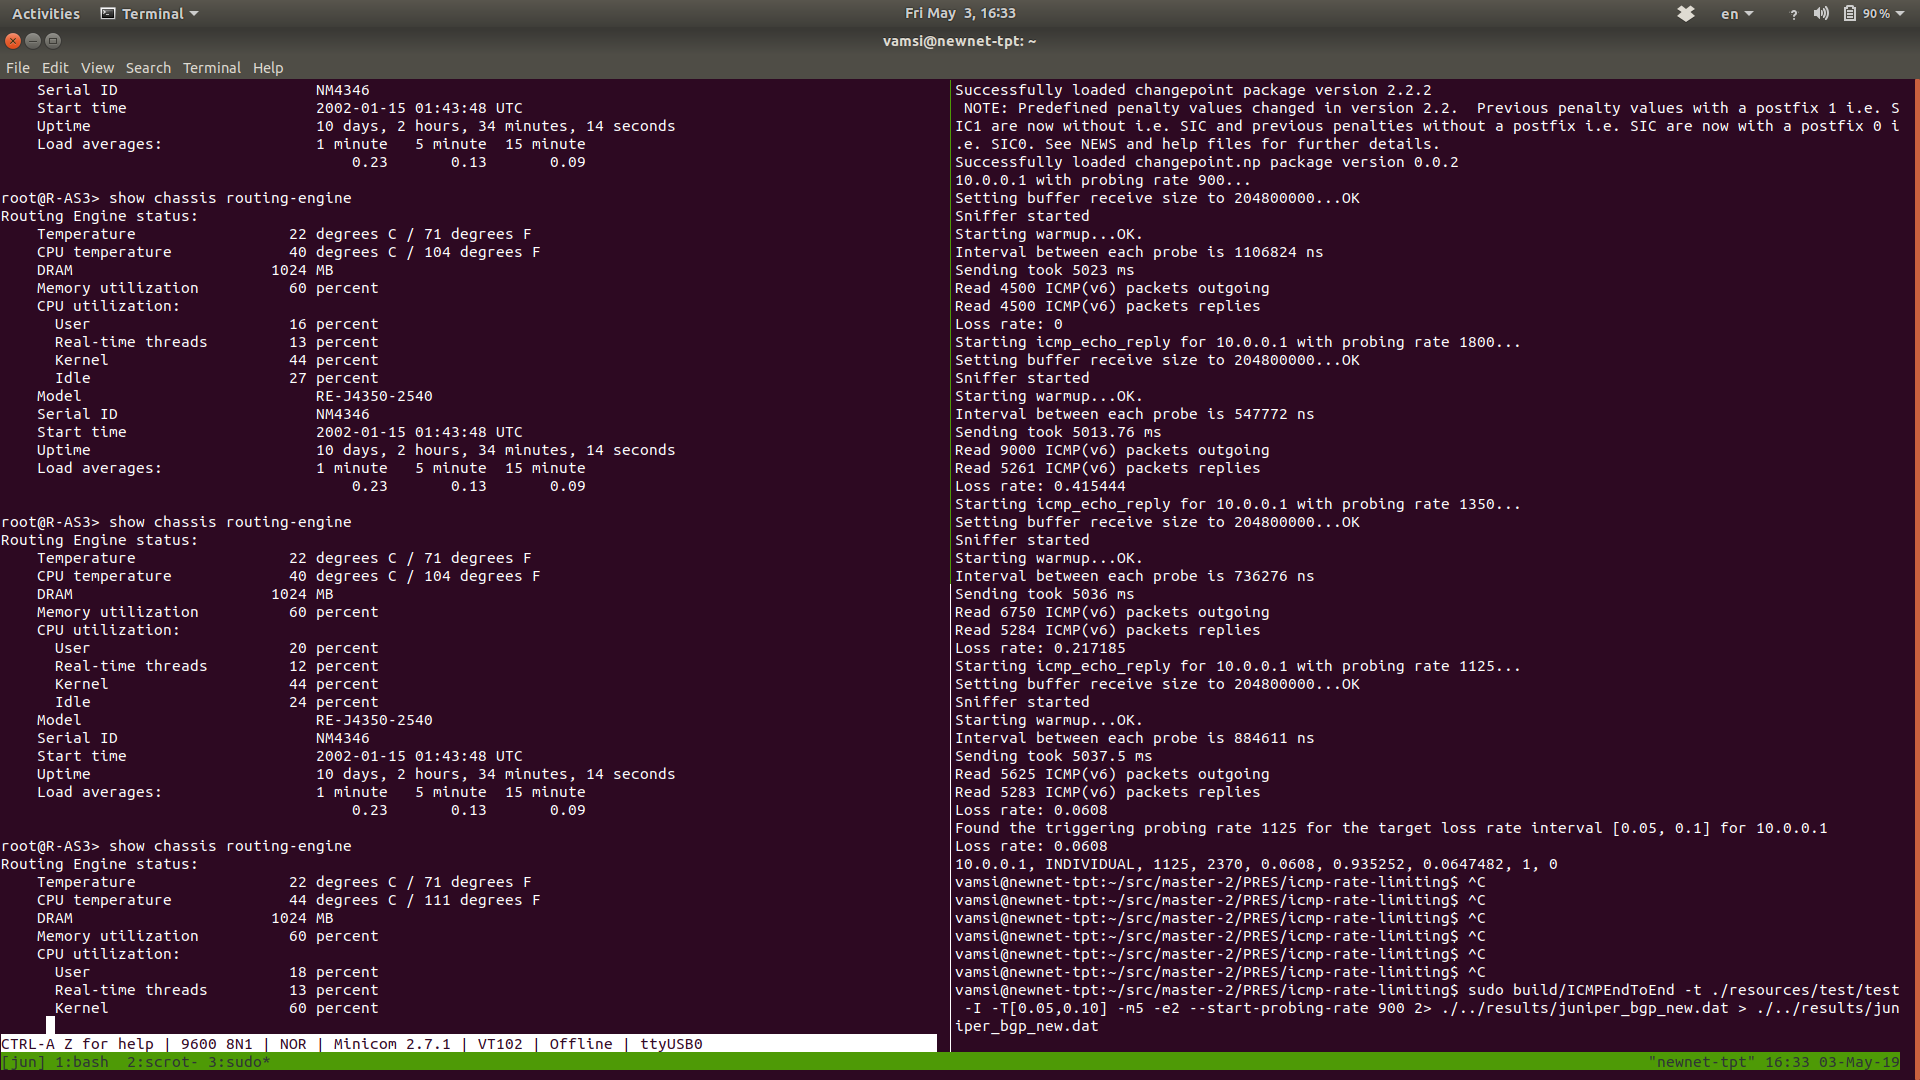 Activities Terminal Fri May 3, 16:33 en ? 90%
vamsi@newnet-tpt: ~
File Edit View Search Terminal Help
Serial ID NM4346
Start time 2002-01-15 01:43:48 UTC
Uptime 10 days, 2 hours, 34 minutes, 14 seconds
Load averages: 1 minute 5 minute 15 minute
0.23 0.13 0.09
root@R-AS3> show chassis routing-engine
Routing Engine status:
Temperature 22 degrees C / 71 degrees F
CPU temperature 40 degrees C / 104 degrees F
DRAM 1024 MB
Memory utilization 60 percent
CPU utilization:
User 16 percent
Real-time threads 13 percent
Kernel 44 percent
Idle 27 percent
Model RE-J4350-2540
Serial ID NM4346
Start time 2002-01-15 01:43:48 UTC
Uptime 10 days, 2 hours, 34 minutes, 14 seconds
Load averages: 1 minute 5 minute 15 minute
0.23 0.13 0.09
root@R-AS3> show chassis routing-engine
Routing Engine status:
Temperature 22 degrees C / 71 degrees F
CPU temperature 40 degrees C / 104 degrees F
DRAM 1024 MB
Memory utilization 60 percent
CPU utilization:
User 20 percent
Real-time threads 12 percent
Kernel 44 percent
Idle 24 percent
Model RE-J4350-2540
Serial ID NM4346
Start time 2002-01-15 01:43:48 UTC
Uptime 10 days, 2 hours, 34 minutes, 14 seconds
Load averages: 1 minute 5 minute 15 minute
0.23 0.13 0.09
root@R-AS3> show chassis routing-engine
Routing Engine status:
Temperature 22 degrees C / 71 degrees F
CPU temperature 44 degrees C / 111 degrees F
DRAM 1024 MB
Memory utilization 60 percent
CPU utilization:
User 18 percent
Real-time threads 13 percent
Kernel 60 percent
CTRL-A Z for help | 9600 8N1 | NOR | Minicom 2.7.1 | VT102 | Offline | ttyUSB0
Successfully loaded changepoint package version 2.2.2
NOTE: Predefined penalty values changed in version 2.2. Previous penalty values with a postfix 1 i.e. S
IC1 are now without i.e. SIC and previous penalties without a postfix i.e. SIC are now with a postfix 0 i
.e. SIC0. See NEWS and help files for further details.
Successfully loaded changepoint.np package version 0.0.2
10.0.0.1 with probing rate 900...
Setting buffer receive size to 204800000...OK
Sniffer started
Starting warmup...OK.
Interval between each probe is 1106824 ns
Sending took 5023 ms
Read 4500 ICMP(v6) packets outgoing
Read 4500 ICMP(v6) packets replies
Loss rate: 0
Starting icmp_echo_reply for 10.0.0.1 with probing rate 1800...
Setting buffer receive size to 204800000...OK
Sniffer started
Starting warmup...OK.
Interval between each probe is 547772 ns
Sending took 5013.76 ms
Read 9000 ICMP(v6) packets outgoing
Read 5261 ICMP(v6) packets replies
Loss rate: 0.415444
Starting icmp_echo_reply for 10.0.0.1 with probing rate 1350...
Setting buffer receive size to 204800000...OK
Sniffer started
Starting warmup...OK.
Interval between each probe is 736276 ns
Sending took 5036 ms
Read 6750 ICMP(v6) packets outgoing
Read 5284 ICMP(v6) packets replies
Loss rate: 0.217185
Starting icmp_echo_reply for 10.0.0.1 with probing rate 1125...
Setting buffer receive size to 204800000...OK
Sniffer started
Starting warmup...OK.
Interval between each probe is 884611 ns
Sending took 5037.5 ms
Read 5625 ICMP(v6) packets outgoing
Read 5283 ICMP(v6) packets replies
Loss rate: 0.0608
Found the triggering probing rate 1125 for the target loss rate interval [0.05, 0.1] for 10.0.0.1
Loss rate: 0.0608
10.0.0.1, INDIVIDUAL, 1125, 2370, 0.0608, 0.935252, 0.0647482, 1, 0
vamsi@newnet-tpt:~/src/master-2/PRES/icmp-rate-limiting$ ^C
vamsi@newnet-tpt:~/src/master-2/PRES/icmp-rate-limiting$ ^C
vamsi@newnet-tpt:~/src/master-2/PRES/icmp-rate-limiting$ ^C
vamsi@newnet-tpt:~/src/master-2/PRES/icmp-rate-limiting$ ^C
vamsi@newnet-tpt:~/src/master-2/PRES/icmp-rate-limiting$ ^C
vamsi@newnet-tpt:~/src/master-2/PRES/icmp-rate-limiting$ ^C
vamsi@newnet-tpt:~/src/master-2/PRES/icmp-rate-limiting$ sudo build/ICMPEndToEnd -t ./resources/test/test
-I -T[0.05,0.10] -m5 -e2 --start-probing-rate 900 2> ./../results/juniper_bgp_new.dat > ./../results/jun
iper_bgp_new.dat
[jun] 1:bash 2:scrot- 3:sudo* "newnet-tpt" 16:33 03-May-19